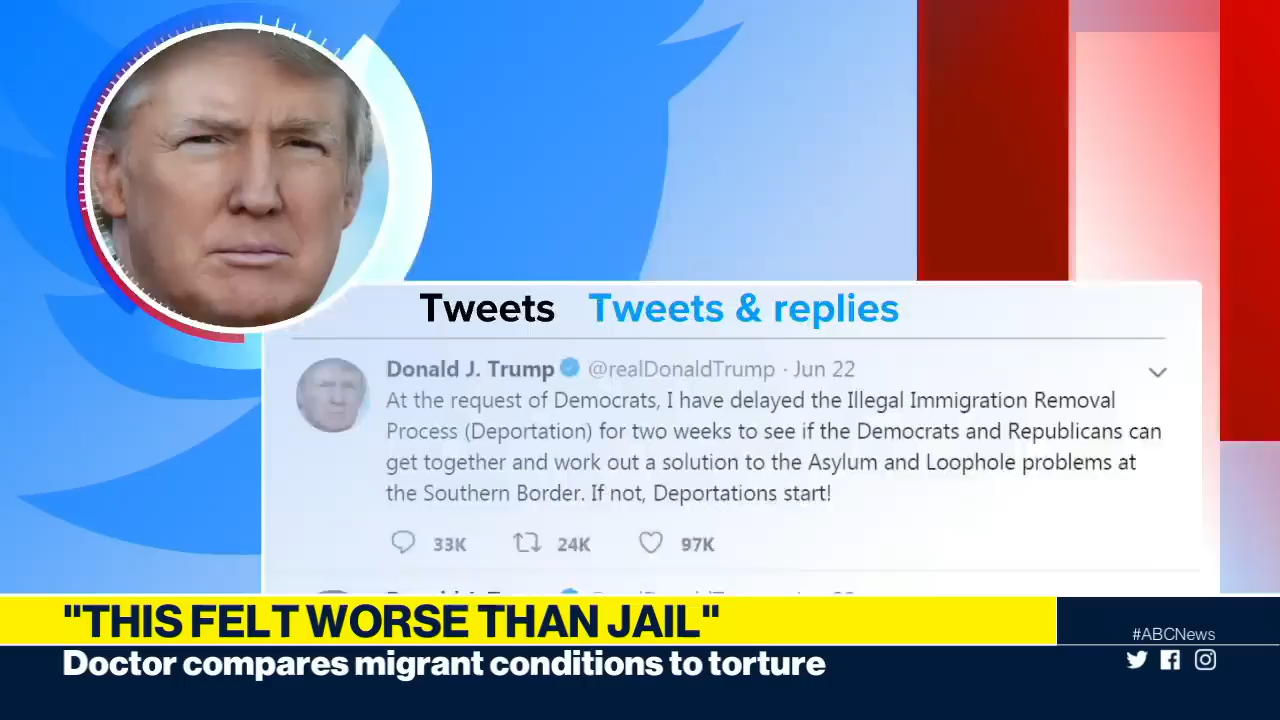 Tweets Tweets & replies
Donald J. Trump @realDonaldTrump · Jun 22
At the request of Democrats, I have delayed the Illegal Immigration Removal
Process (Deportation) for two weeks to see if the Democrats and Republicans can
get together and work out a solution to the Asylum and Loophole problems at
the Southern Border. If not, Deportations start!
33K 24K 97K
"THIS FELT WORSE THAN JAIL"
#ABCNews
Doctor compares migrant conditions to torture